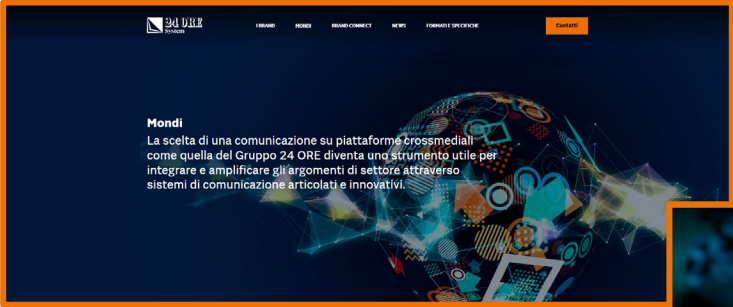 24 ORE
System
I BRAND MONDI BRAND CONNECT NEWS FORMATI E SPECIFICHE Contatti
Mondi
La scelta di una comunicazione su piattaforme crossmediali
come quella del Gruppo 24 ORE diventa uno strumento utile per
integrare e amplificare gli argomenti di settore attraverso
sistemi di comunicazione articolati e innovativi.